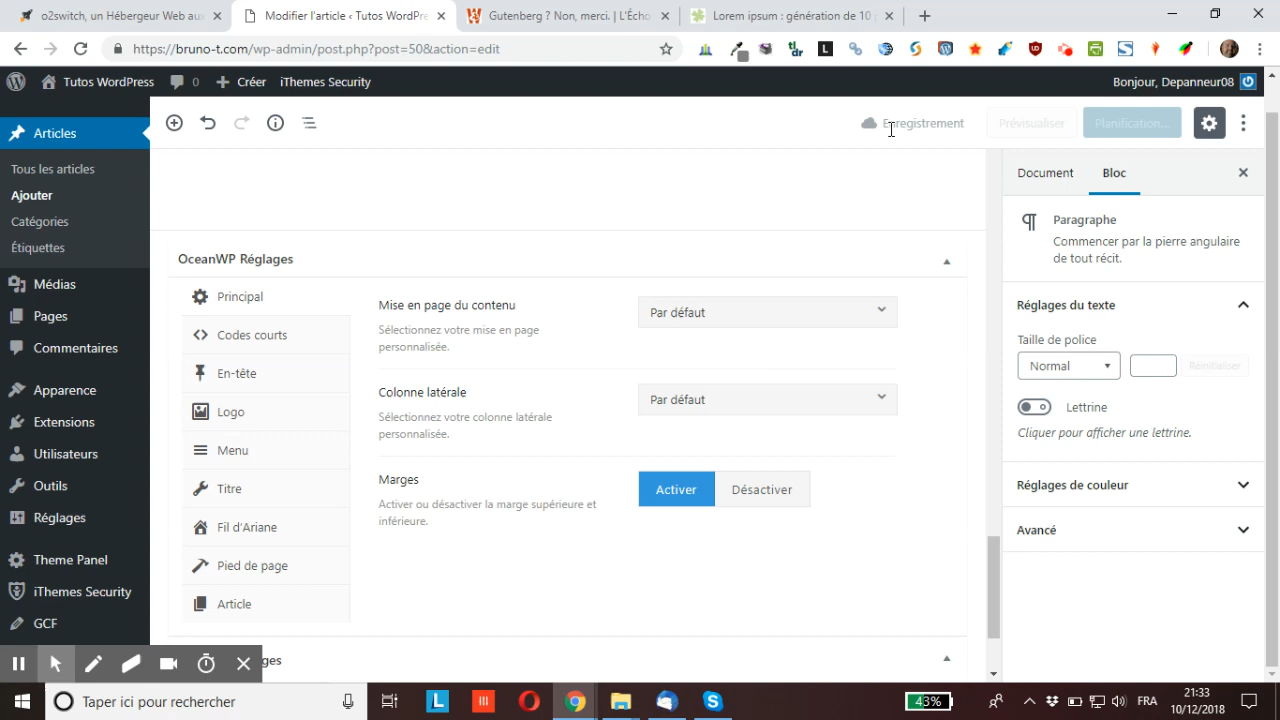 o2switch, un Hébergeur Web aux
Modifier l'article ‹ Tutos WordPre
Gutenberg ? Non, merci. | L'Écho
Lorem ipsum : génération de 10 p
https://bruno-t.com/wp-admin/post.php?post=50&action=edit
tl;dr
Tutos WordPress
0
Créer
iThemes Security
Bonjour, Depanneur08
Articles
Enregistrement
Prévisualiser
Planification...
Tous les articles
Ajouter
Catégories
Étiquettes
Médias
Pages
Commentaires
Apparence
Extensions
Utilisateurs
Outils
Réglages
Theme Panel
iThemes Security
GCF
OceanWP Réglages
Principal
Codes courts
En-tête
Logo
Menu
Titre
Fil d'Ariane
Pied de page
Article
Mise en page du contenu
Sélectionnez votre mise en page
personnalisée.
Par défaut
Colonne latérale
Sélectionnez votre colonne latérale
personnalisée.
Par défaut
Marges
Activer ou désactiver la marge supérieure et
inférieure.
Activer
Désactiver
Document
Bloc
Paragraphe
Commencer par la pierre angulaire
de tout récit.
Réglages du texte
Taille de police
Normal
Réinitialiser
Lettrine
Cliquer pour afficher une lettrine.
Réglages de couleur
Avancé
ges
Taper ici pour rechercher
43%
FRA
21:33
10/12/2018